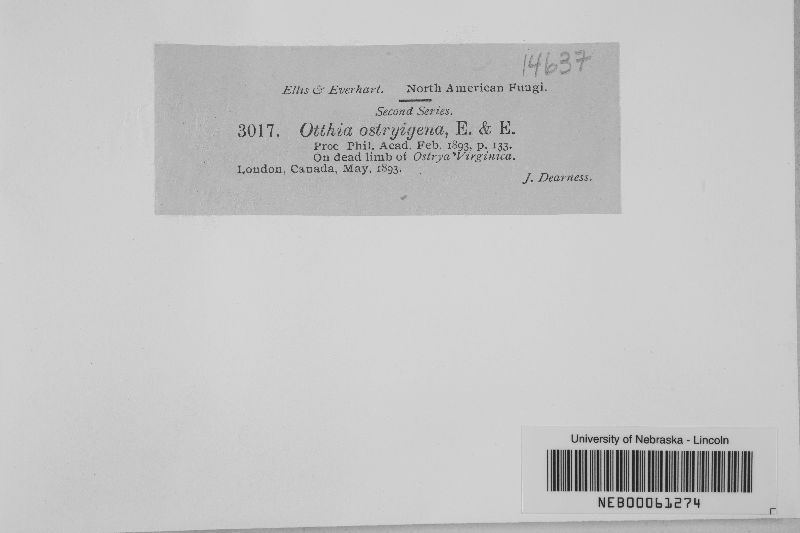 14637
Ellis & Everhart. North American Fungi.
Second Series.
3017. Otthia ostryigena, E. & E.
Proc Phil. Acad. Feb. 1893, p. 133.
On dead limb of Ostrya Virginica.
London, Canada, May, 1893.
J. Dearness.
University of Nebraska - Lincoln
NEB00061274